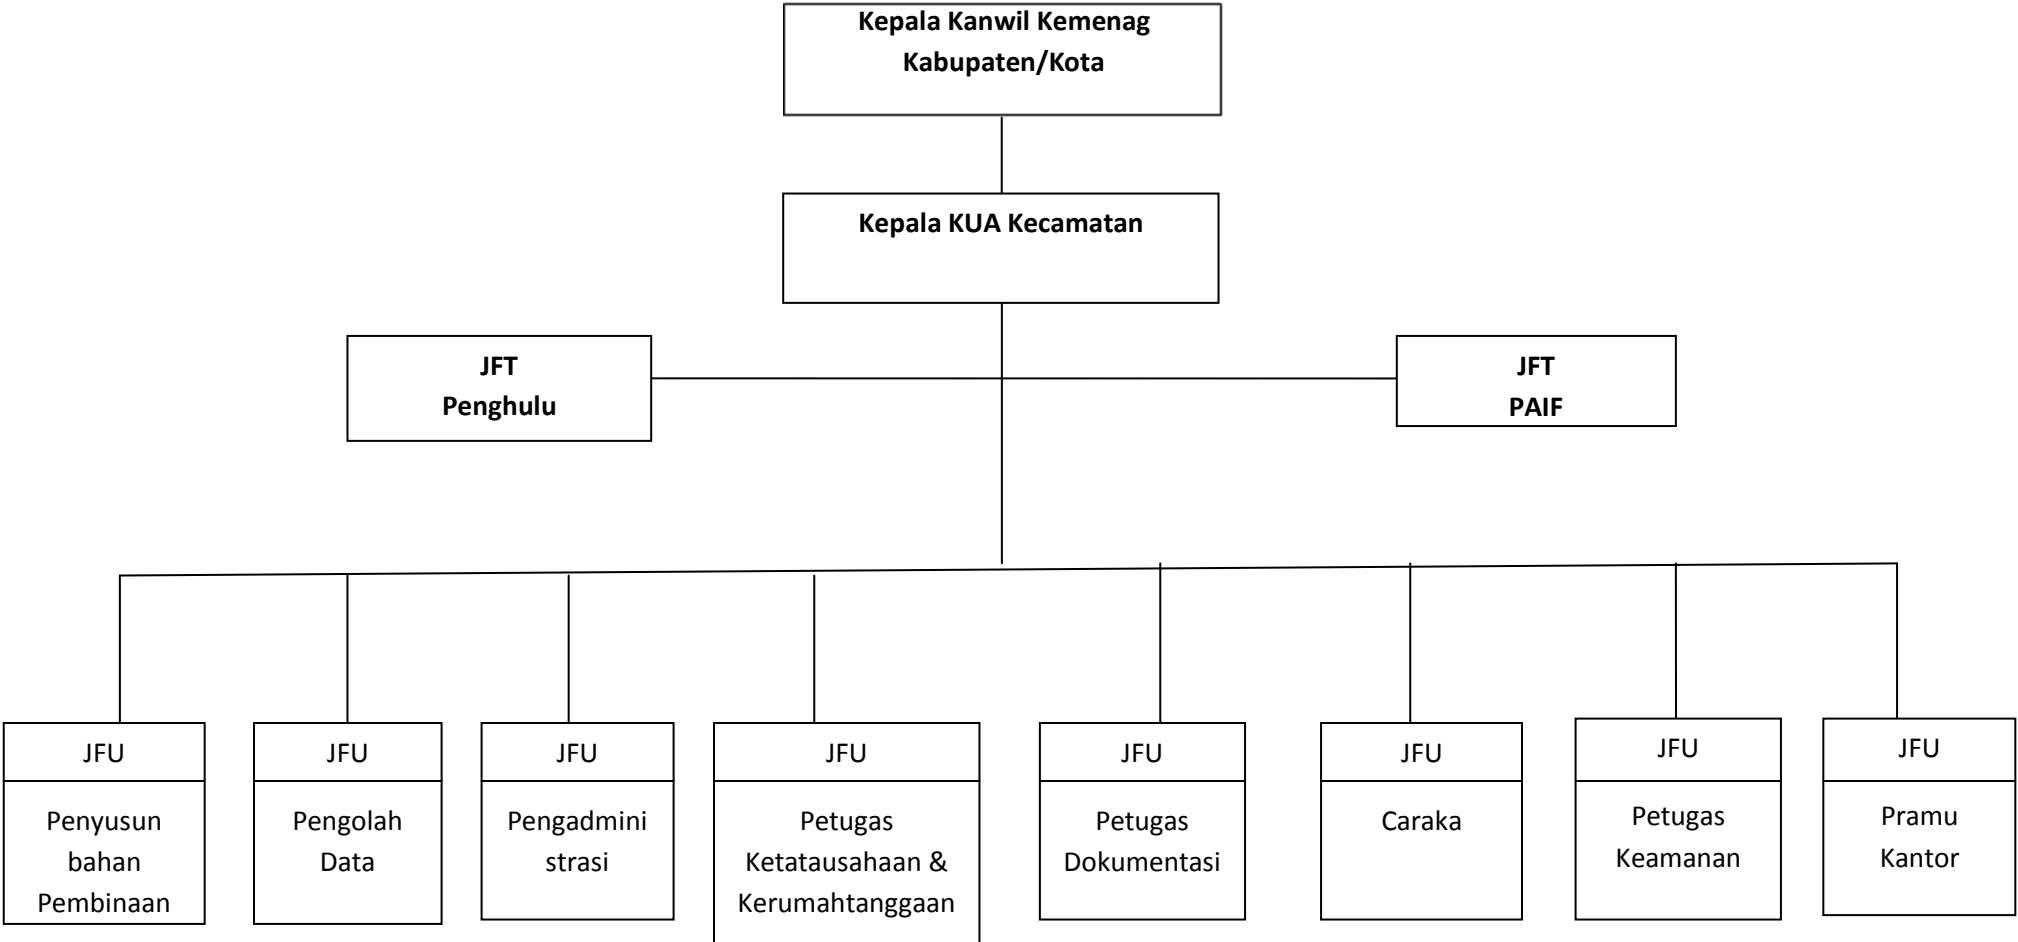 Kepala Kanwil Kemenag
Kabupaten/Kota
Kepala KUA Kecamatan
JFT
Penghulu
JFT
PAIF
JFU
Penyusun
bahan
Pembinaan
JFU
Pengolah
Data
JFU
Pengadmini
strasi
JFU
Petugas
Ketatausahaan &
Kerumahtanggaan
JFU
Petugas
Dokumentasi
JFU
Caraka
JFU
Petugas
Keamanan
JFU
Pramu
Kantor